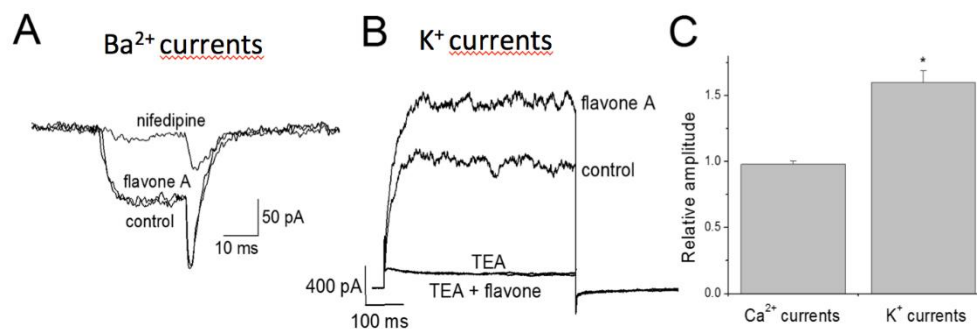 A
Ba²⁺ currents
nifedipine
flavone A
control
50 pA
10 ms
B
K⁺ currents
flavone A
control
TEA
TEA + flavone
400 pA
100 ms
C
*
Relative amplitude
1.5
1.0
0.5
0.0
Ca²⁺ currents
K⁺ currents